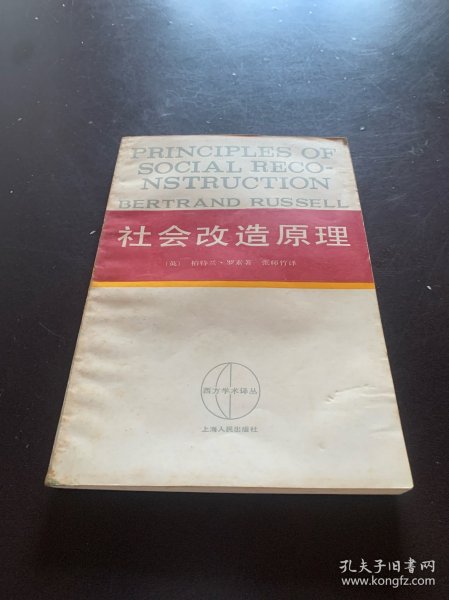 PRINCIPLES OF
SOCIAL RECO-
NSTRUCTION
BERTRAND RUSSELL
社会改造原理
〔英〕 伯特兰·罗素著 张师竹译
西方学术译丛
上海人民出版社
孔夫子旧书网
www.kongfz.com